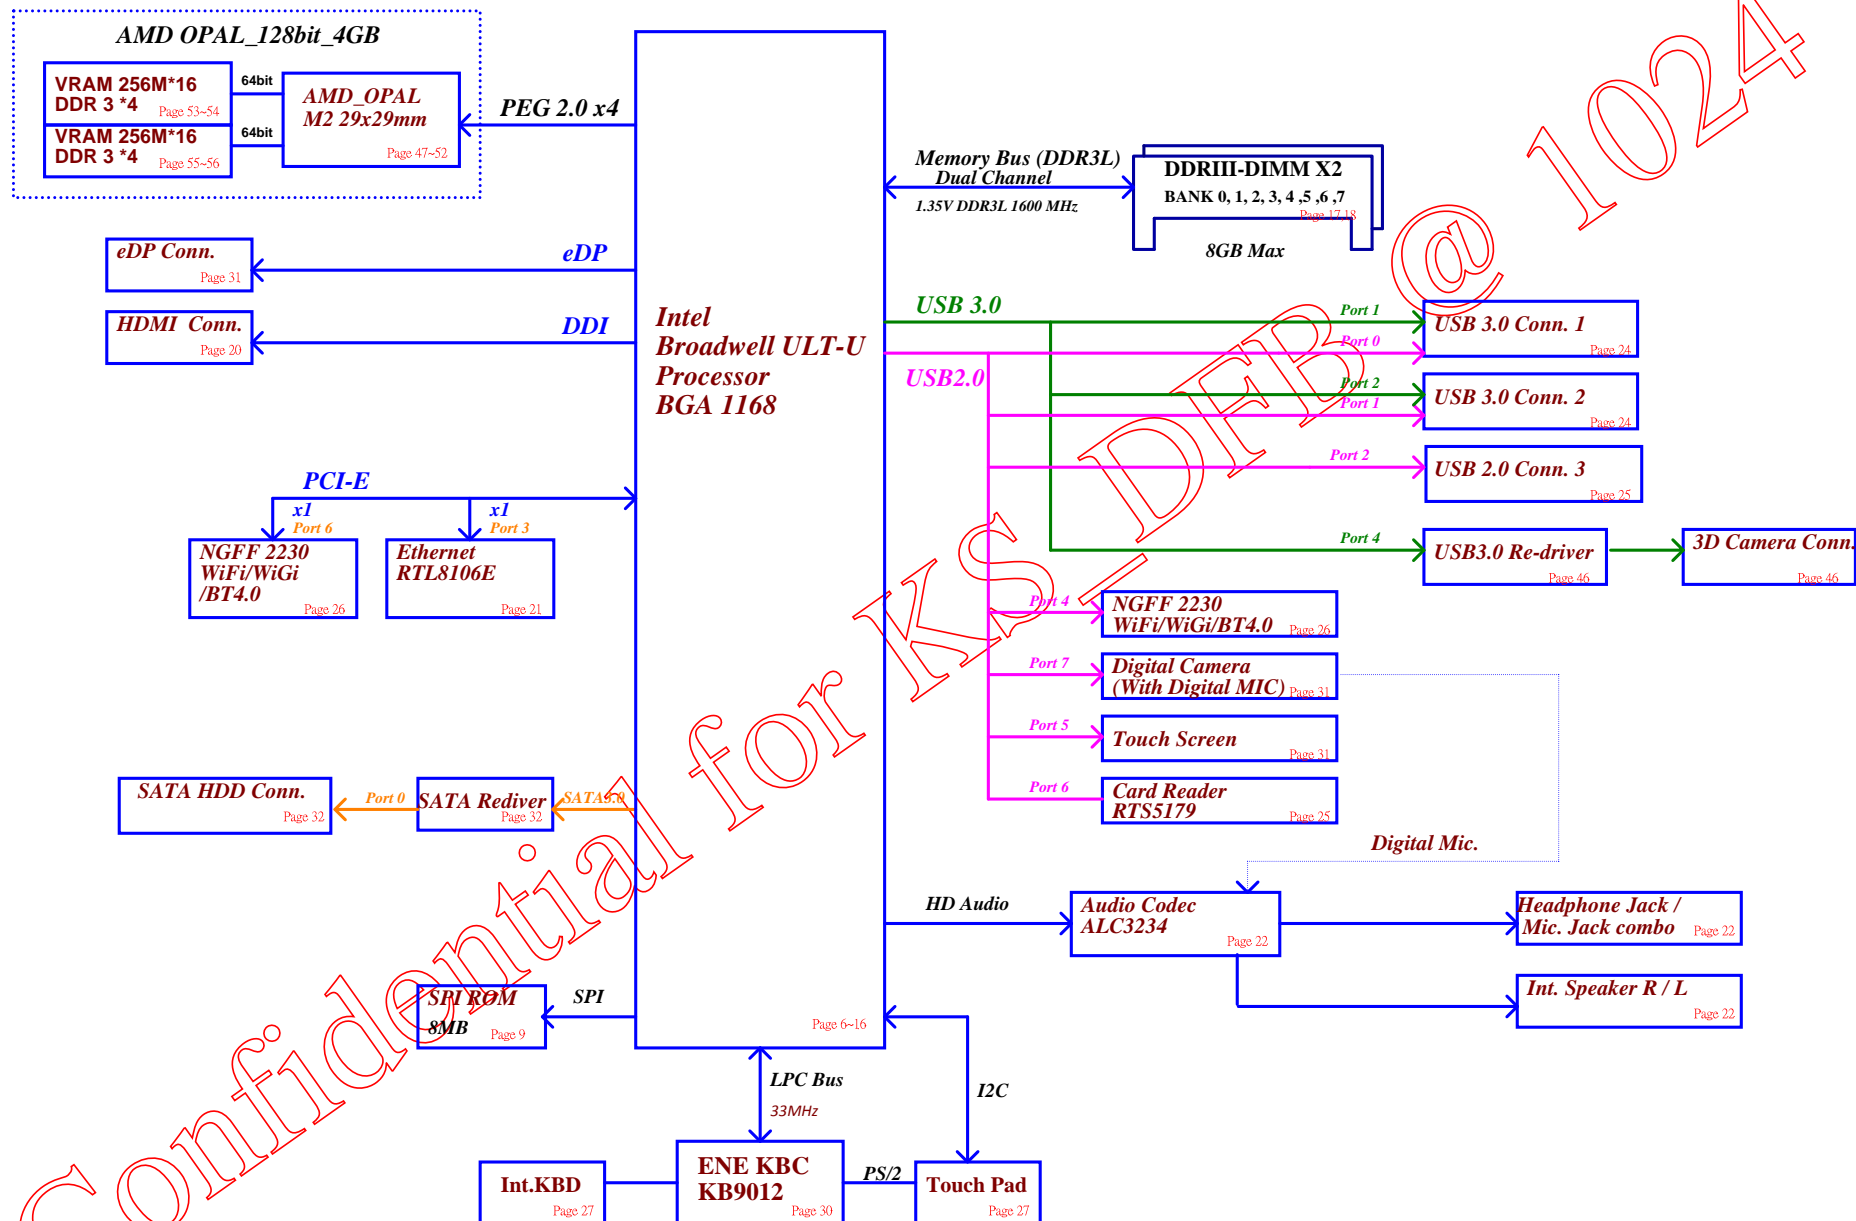 AMD OPAL_128bit_4GB
VRAM 256M*16
DDR 3 *4
Page 53~54
64bit
VRAM 256M*16
DDR 3 *4
Page 55~56
64bit
AMD_OPAL
M2 29x29mm
Page 47~52
PEG 2.0 x4
eDP Conn.
Page 31
eDP
HDMI Conn.
Page 20
DDI
Intel
Broadwell ULT-U
Processor
BGA 1168
Page 6~16
Memory Bus (DDR3L)
Dual Channel
1.35V DDR3L 1600 MHz
DDRIII-DIMM X2
BANK 0, 1, 2, 3, 4 ,5 ,6 ,7
Page 17,18
8GB Max
USB 3.0
Port 1
USB 3.0 Conn. 1
Page 24
Port 0
USB2.0
Port 2
USB 3.0 Conn. 2
Page 24
Port 1
Port 2
USB 2.0 Conn. 3
Page 25
Port 4
USB3.0 Re-driver
Page 46
3D Camera Conn.
Page 46
Port 4
NGFF 2230
WiFi/WiGi/BT4.0
Page 26
Port 7
Digital Camera
(With Digital MIC)
Page 31
Port 5
Touch Screen
Page 31
Port 6
Card Reader
RTS5179
Page 25
PCI-E
x1
Port 6
x1
Port 3
NGFF 2230
WiFi/WiGi
/BT4.0
Page 26
Ethernet
RTL8106E
Page 21
SATA HDD Conn.
Page 32
Port 0
SATA Rediver
Page 32
SATA3.0
Digital Mic.
HD Audio
Audio Codec
ALC3234
Page 22
Headphone Jack /
Mic. Jack combo
Page 22
Int. Speaker R / L
Page 22
SPI ROM
8MB
Page 9
SPI
LPC Bus
33MHz
I2C
Int.KBD
Page 27
ENE KBC
KB9012
Page 30
PS/2
Touch Pad
Page 27
Confidential for KS_DFB @ 1024